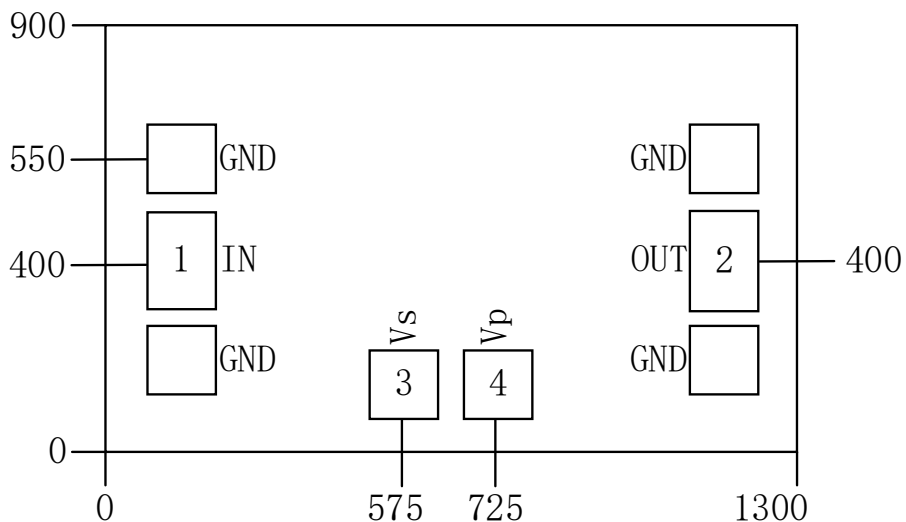 900
550 GND GND
400 1 IN OUT 2 400
Vs Vp
GND GND
3 4
0
0 575 725 1300